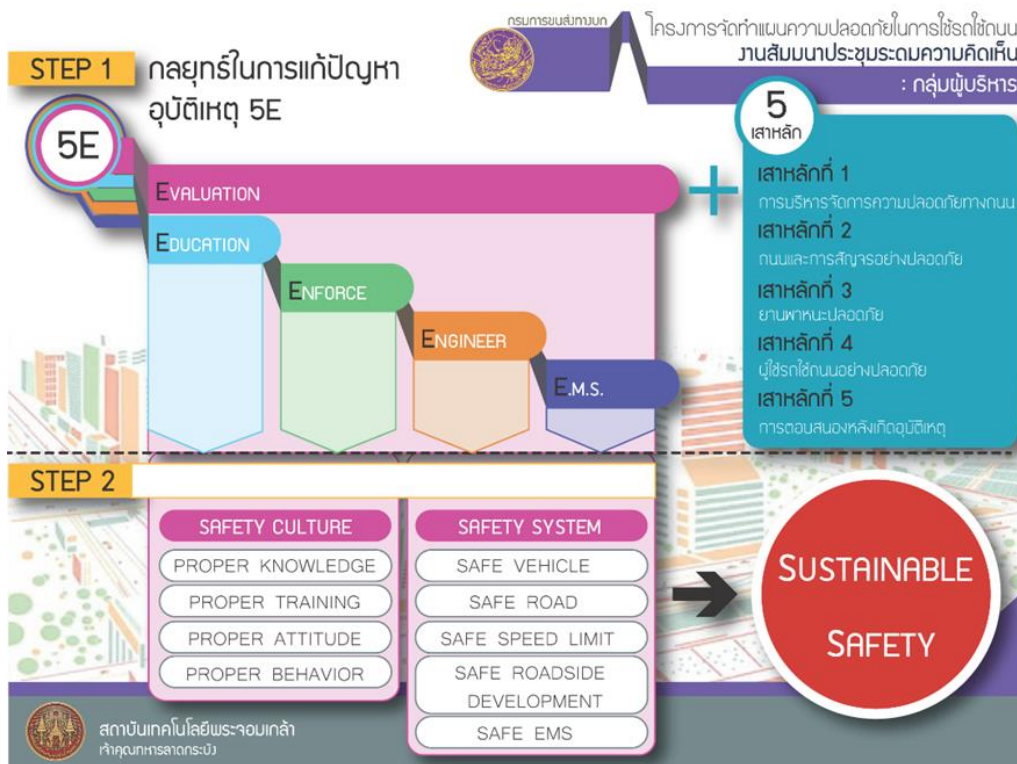 กรมการขนส่งทางบก
โครงการจัดทำแผนความปลอดภัยในการใช้รถใช้ถนน
งานสัมมนาประชุมระดมความคิดเห็น
: กลุ่มผู้บริหาร
STEP 1
กลยุทธ์ในการแก้ปัญหา
อุบัติเหตุ 5E
5E
EVALUATION
EDUCATION
ENFORCE
ENGINEER
E.M.S.
+
5
เสาหลัก
เสาหลักที่ 1
การบริหารจัดการความปลอดภัยทางถนน
เสาหลักที่ 2
ถนนและการสัญจรอย่างปลอดภัย
เสาหลักที่ 3
ยานพาหนะปลอดภัย
เสาหลักที่ 4
ผู้ใช้รถใช้ถนนอย่างปลอดภัย
เสาหลักที่ 5
การตอบสนองหลังเกิดอุบัติเหตุ
STEP 2
SAFETY CULTURE
PROPER KNOWLEDGE
PROPER TRAINING
PROPER ATTITUDE
PROPER BEHAVIOR
SAFETY SYSTEM
SAFE VEHICLE
SAFE ROAD
SAFE SPEED LIMIT
SAFE ROADSIDE
DEVELOPMENT
SAFE EMS
SUSTAINABLE
SAFETY
สถาบันเทคโนโลยีพระจอมเกล้า
เจ้าคุณทหารลาดกระบัง